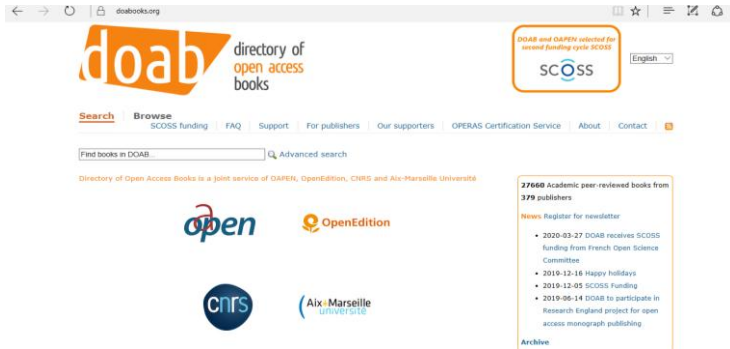 doabooks.org
doab
directory of
open access
books
DOAB and OAPEN selected for
second funding cycle SCOSS
SCOSS
English
Search
Browse
SCOSS funding
FAQ
Support
For publishers
Our supporters
OPERAS Certification Service
About
Contact
Find books in DOAB...
Advanced search
Directory of Open Access Books is a joint service of OAPEN, OpenEdition, CNRS and Aix-Marseille Université
oapen
OpenEdition
cnrs
Aix*Marseille
université
27660 Academic peer-reviewed books from
379 publishers
News Register for newsletter
2020-03-27 DOAB receives SCOSS
funding from French Open Science
Committee
2019-12-16 Happy holidays
2019-12-05 SCOSS Funding
2019-06-14 DOAB to participate in
Research England project for open
access monograph publishing
Archive